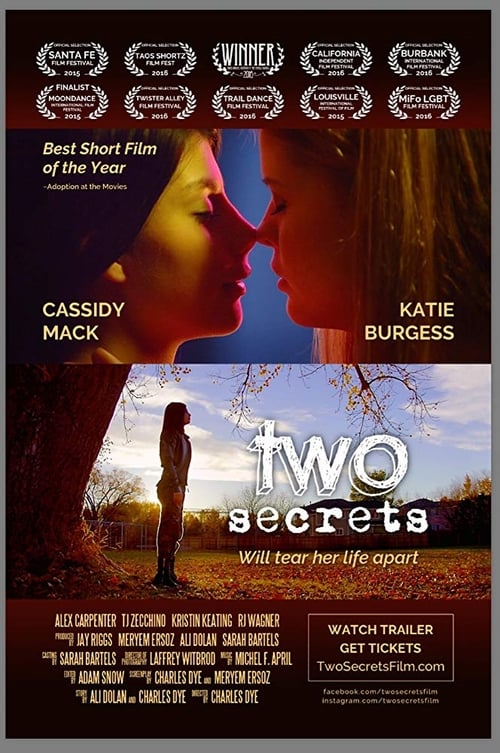 OFFICIAL SELECTION
SANTA FE
FILM FESTIVAL
2015
OFFICIAL SELECTION
TAOS SHORTZ
FILM FEST
2016
WINNER
2015
OFFICIAL SELECTION
CALIFORNIA
INDEPENDENT
FILM FESTIVAL
2016
OFFICIAL SELECTION
BURBANK
INTERNATIONAL
FILM FESTIVAL
2016
FINALIST
MOONDANCE
INTERNATIONAL FILM
FESTIVAL
2015
OFFICIAL SELECTION
TWISTER ALLEY
FILM FESTIVAL
2016
OFFICIAL SELECTION
TRAIL DANCE
FILM FESTIVAL
2016
OFFICIAL SELECTION
LOUISVILLE
INTERNATIONAL
FESTIVAL OF FILM
2015
OFFICIAL SELECTION
MiFo LGBT
FILM FESTIVAL
2016
Best Short Film
of the Year
~Adoption at the Movies
CASSIDY
MACK
KATIE
BURGESS
two
secrets
Will tear her life apart
ALEX CARPENTER TJ ZECCHINO KRISTIN KEATING RJ WAGNER
PRODUCED BY JAY RIGGS MERYEM ERSOZ ALI DOLAN SARAH BARTELS
CASTING BY SARAH BARTELS DIRECTOR OF PHOTOGRAPHY LAFFREY WITBROD MUSIC BY MICHEL F. APRIL
EDITED BY ADAM SNOW SCREENPLAY BY CHARLES DYE AND MERYEM ERSOZ
STORY BY ALI DOLAN AND CHARLES DYE DIRECTED BY CHARLES DYE
WATCH TRAILER
GET TICKETS
TwoSecretsFilm.com
facebook.com/twosecretsfilm
instagram.com/twosecretsfilm